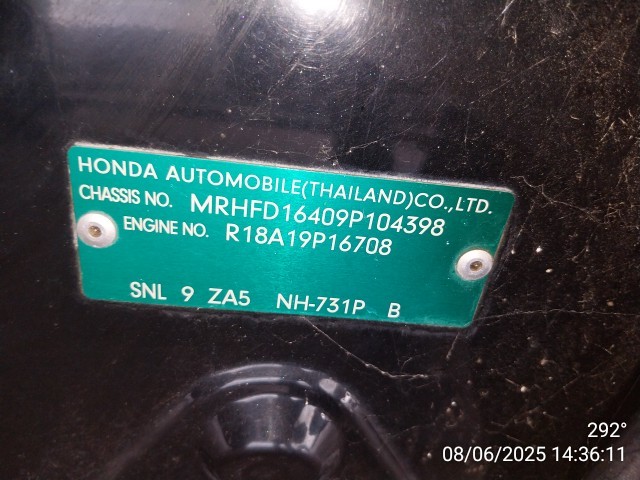 HONDA AUTOMOBILE(THAILAND)CO.,LTD.
CHASSIS NO. MRHFD16409P104398
ENGINE NO. R18A19P16708
SNL 9 ZA5 NH-731P B
292°
08/06/2025 14:36:11